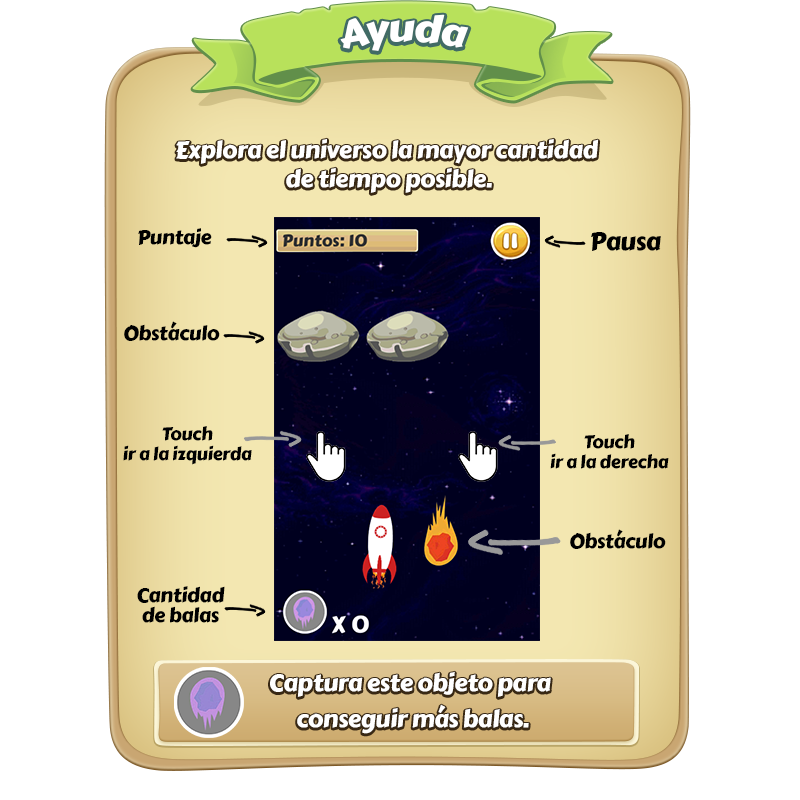 Ayuda
Explora el universo la mayor cantidad
de tiempo posible.
Puntaje
Puntos: 10
Pausa
Obstáculo
Touch
ir a la izquierda
Touch
ir a la derecha
Obstáculo
Cantidad
de balas
X 0
Captura este objeto para
conseguir más balas.